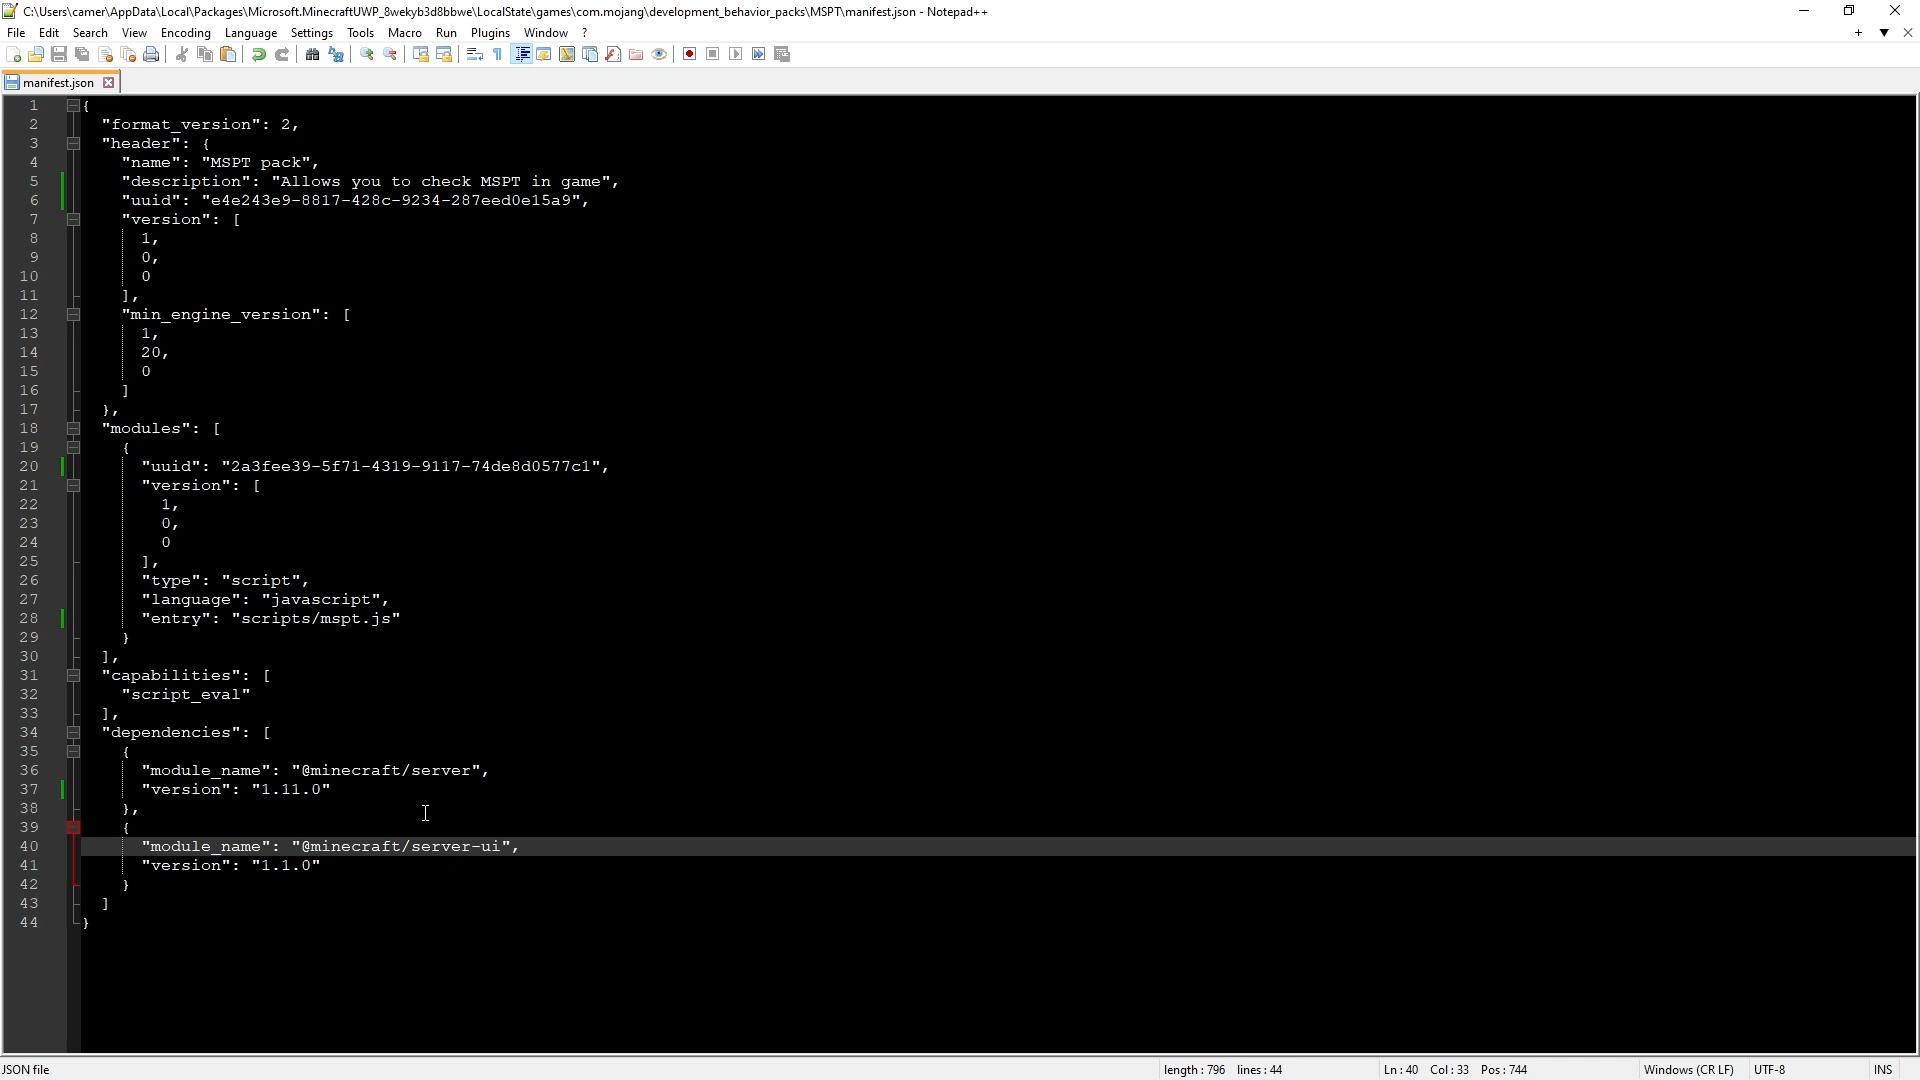 C:\Users\camer\AppData\Local\Packages\Microsoft.MinecraftUWP_8wekyb3d8bbwe\LocalState\games\com.mojang\development_behavior_packs\MSPT\manifest.json - Notepad++
File Edit Search View Encoding Language Settings Tools Macro Run Plugins Window ?
manifest.json
1 {
2 "format_version": 2,
3 "header": {
4 "name": "MSPT pack",
5 "description": "Allows you to check MSPT in game",
6 "uuid": "e4e243e9-8817-428c-9234-287eed0e15a9",
7 "version": [
8 1,
9 0,
10 0
11 ],
12 "min_engine_version": [
13 1,
14 20,
15 0
16 ]
17 },
18 "modules": [
19 {
20 "uuid": "2a3fee39-5f71-4319-9117-74de8d0577c1",
21 "version": [
22 1,
23 0,
24 0
25 ],
26 "type": "script",
27 "language": "javascript",
28 "entry": "scripts/mspt.js"
29 }
30 ],
31 "capabilities": [
32 "script_eval"
33 ],
34 "dependencies": [
35 {
36 "module_name": "@minecraft/server",
37 "version": "1.11.0"
38 },
39 {
40 "module_name": "@minecraft/server-ui",
41 "version": "1.1.0"
42 }
43 ]
44 }
JSON file length : 796 lines : 44 Ln : 40 Col : 33 Pos : 744 Windows (CR LF) UTF-8 INS